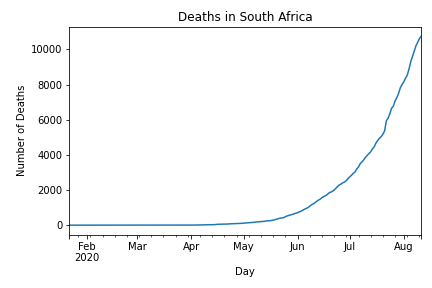 Deaths in South Africa
Number of Deaths
10000
8000
6000
4000
2000
0
Feb Mar Apr May Jun Jul Aug
2020
Day